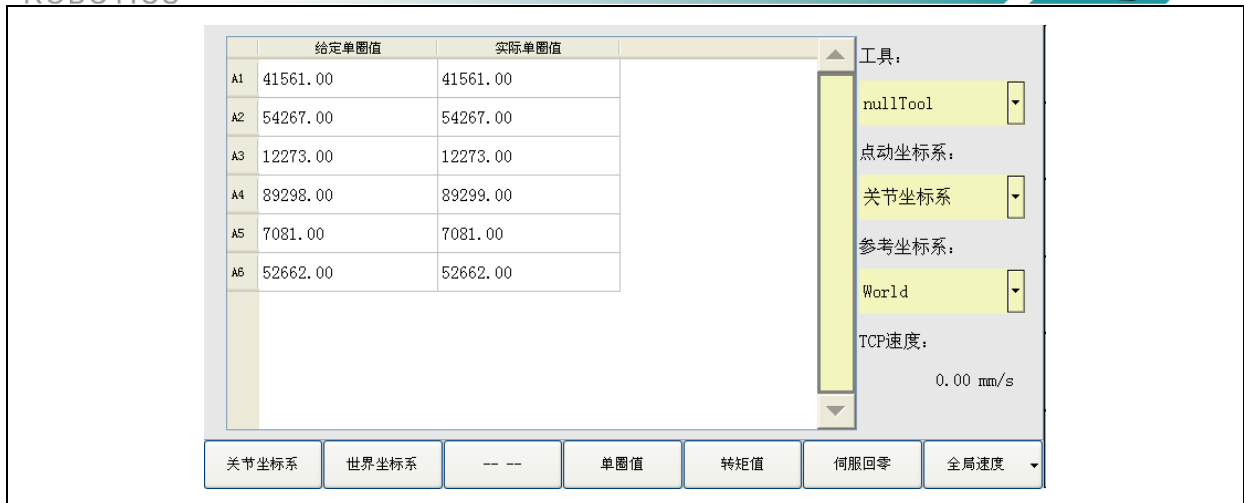 ROBOTICS
给定单圈值 实际单圈值
A1 41561.00 41561.00
A2 54267.00 54267.00
A3 12273.00 12273.00
A4 89298.00 89299.00
A5 7081.00 7081.00
A6 52662.00 52662.00
工具:
nullTool
点动坐标系:
关节坐标系
参考坐标系:
World
TCP速度:
0.00 mm/s
关节坐标系 世界坐标系 -- -- 单圈值 转矩值 伺服回零 全局速度